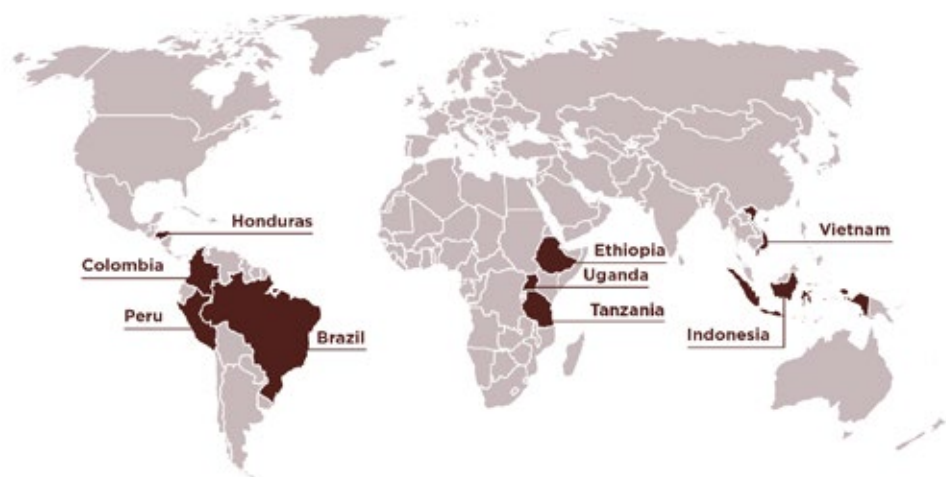 Honduras
Colombia
Peru
Brazil
Ethiopia
Uganda
Tanzania
Vietnam
Indonesia